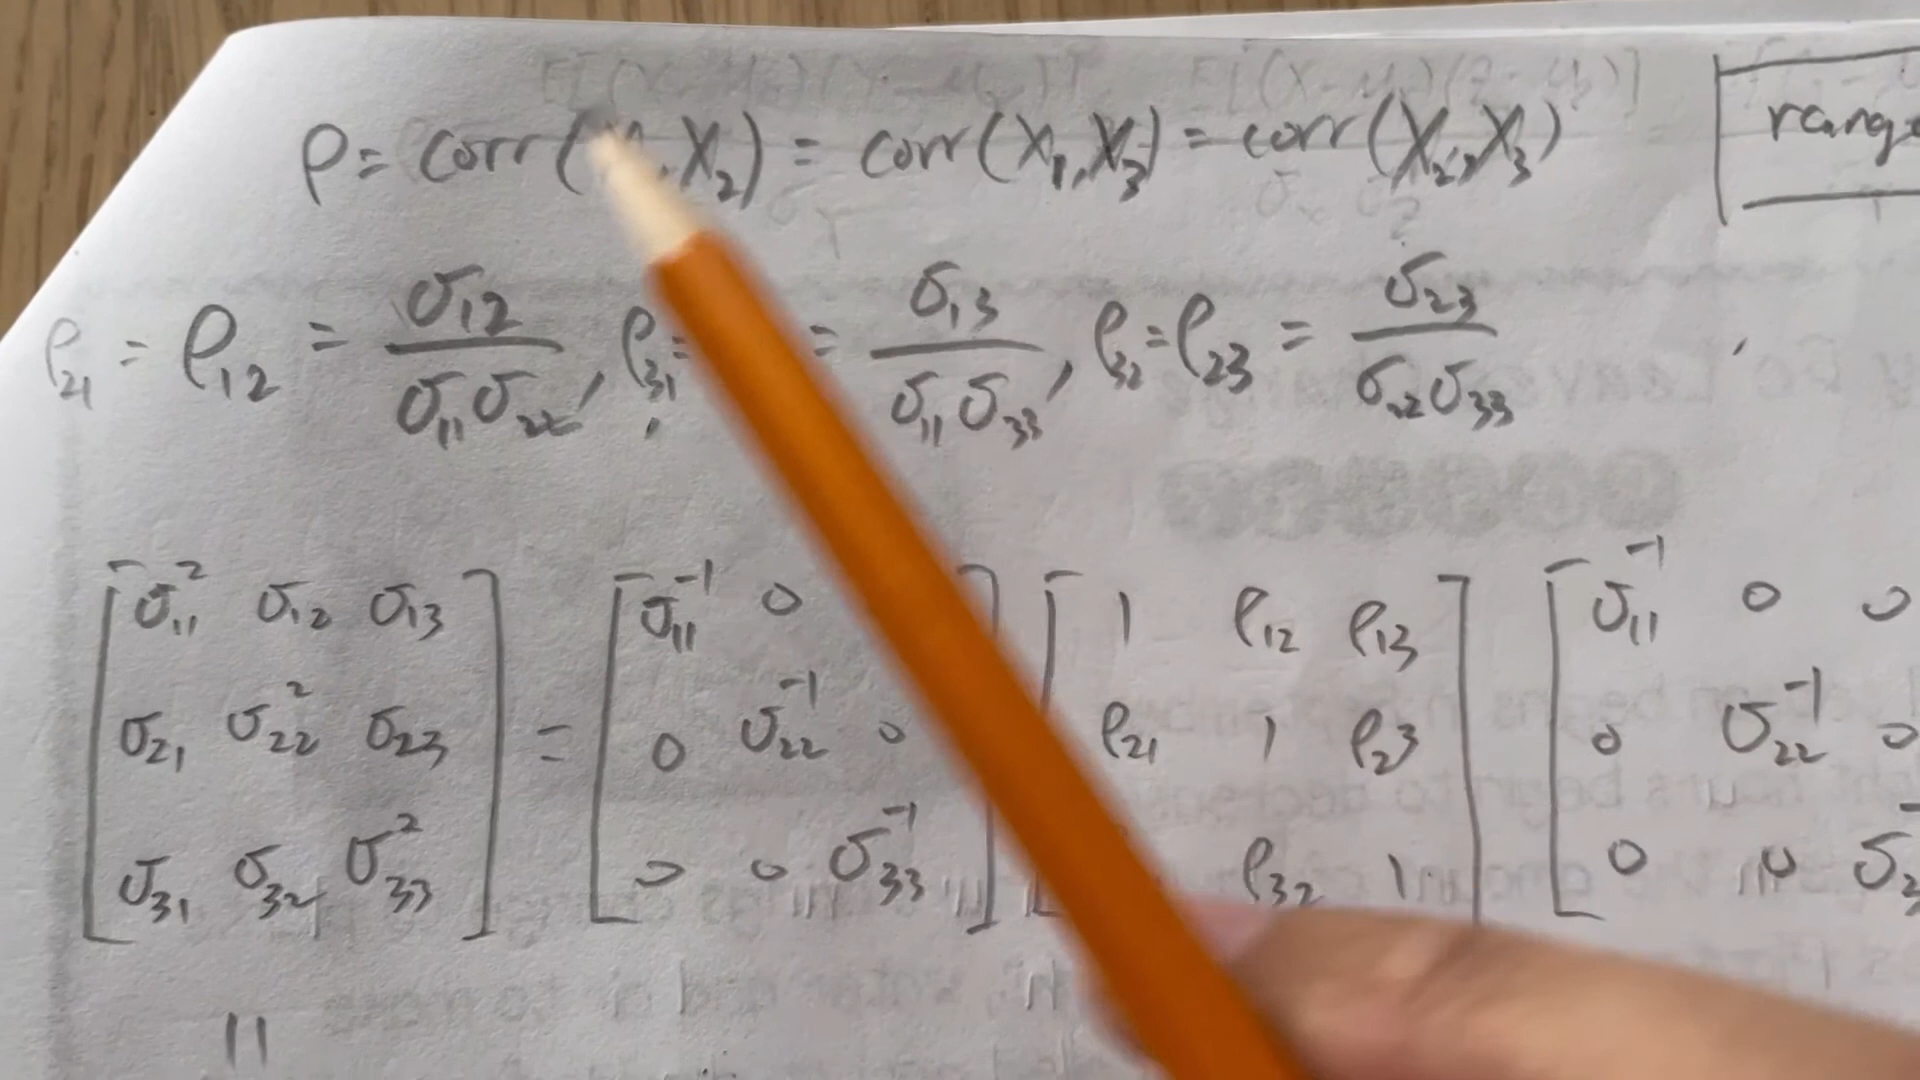 ρ = corr( , X₂) = corr(X₁, X₃) = corr(X₂, X₃)
range
ρ₂₁ = ρ₁₂ = σ₁₂ / σ₁₁σ₂₂ , ρ₃₁ = = σ₁₃ / σ₁₁σ₃₃ , ρ₃₂ = ρ₂₃ = σ₂₃ / σ₂₂σ₃₃
[ σ₁₁² σ₁₂ σ₁₃ ] [ σ₁₁⁻¹ 0 ] [ 1 ρ₁₂ ρ₁₃ ] [ σ₁₁⁻¹ 0 0
[ σ₂₁ σ₂₂² σ₂₃ ] = [ 0 σ₂₂⁻¹ 0 ] [ ρ₂₁ 1 ρ₂₃ ] [ 0 σ₂₂⁻¹ 0
[ σ₃₁ σ₃₂ σ₃₃² ] [ 0 0 σ₃₃⁻¹ ] [ ρ₃₂ 1 ] [ 0 0 σ
||